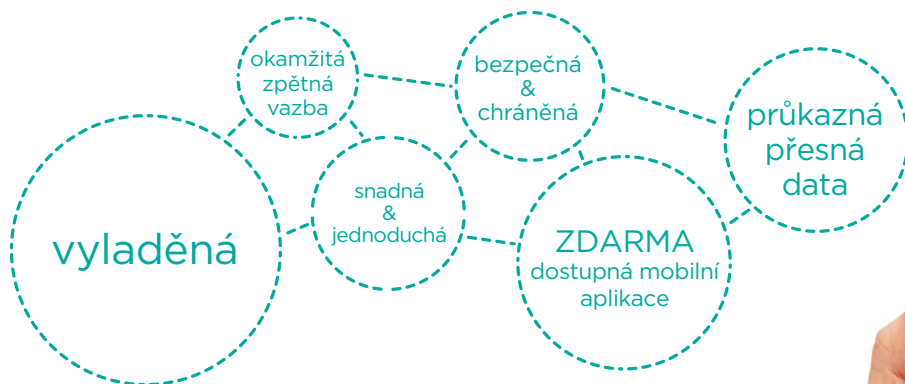 okamžitá
zpětná
vazba
bezpečná
&
chráněná
průkazná
přesná
data
vyladěná
snadná
&
jednoduchá
ZDARMA
dostupná mobilní
aplikace